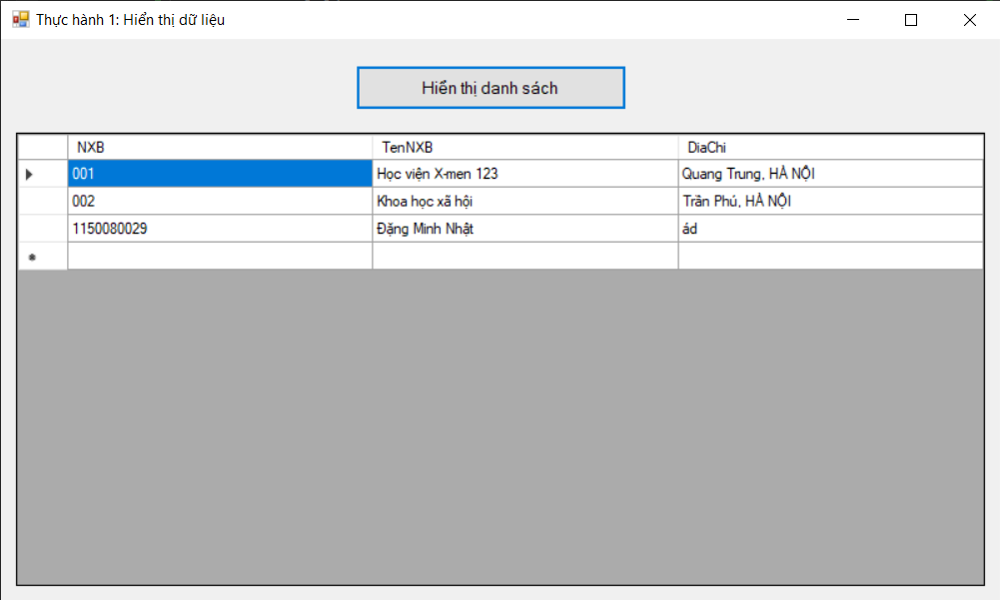 Thực hành 1: Hiển thị dữ liệu
Hiển thị danh sách
NXB TenNXB DiaChi
001 Học viện X-men 123 Quang Trung, HÀ NỘI
002 Khoa học xã hội Trần Phú, HÀ NỘI
1150080029 Đặng Minh Nhật ád